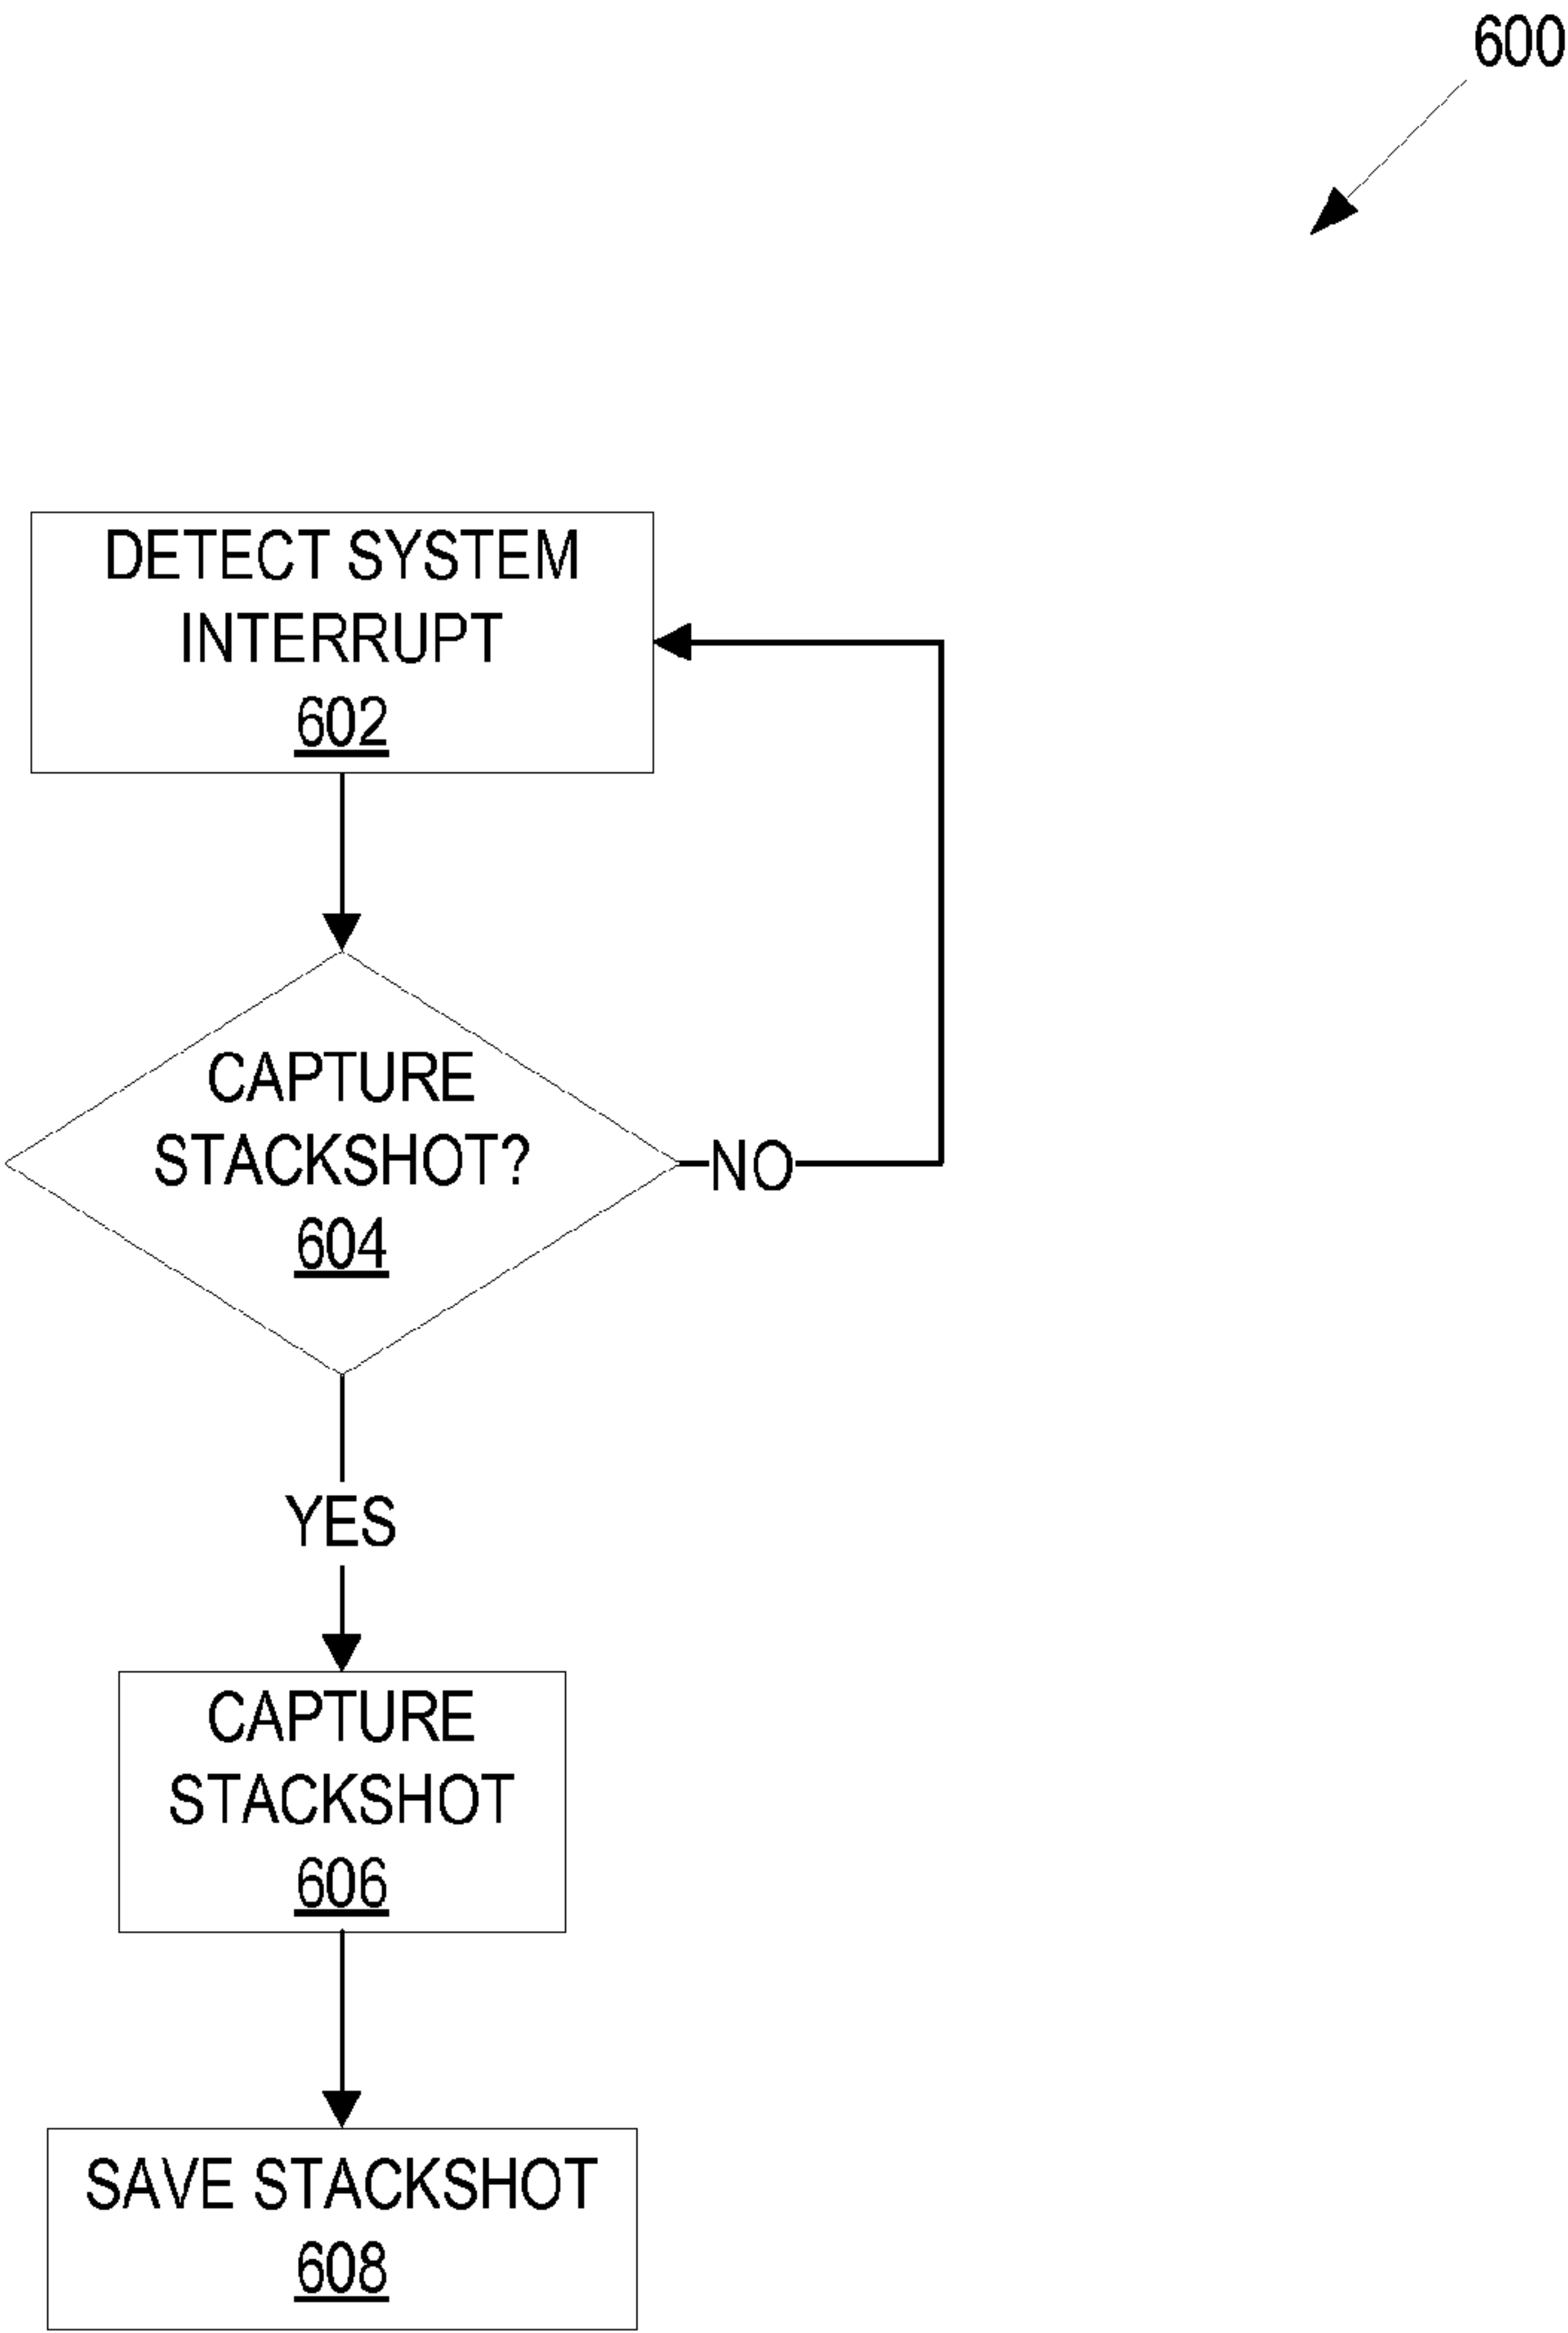 600
DETECT SYSTEM
INTERRUPT
602
CAPTURE
STACKSHOT?
604
NO
YES
CAPTURE
STACKSHOT
606
SAVE STACKSHOT
608